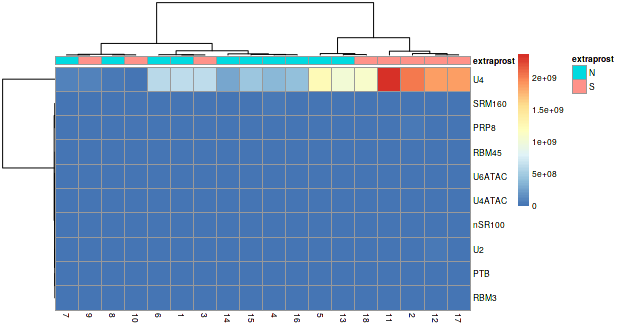 extraprost
extraprost
N
S
U4
SRM160
PRP8
RBM45
U6ATAC
U4ATAC
nSR100
U2
PTB
RBM3
2e+09
1.5e+09
1e+09
5e+08
0
7 9 8 10 6 1 3 14 15 4 16 5 13 18 11 2 12 17